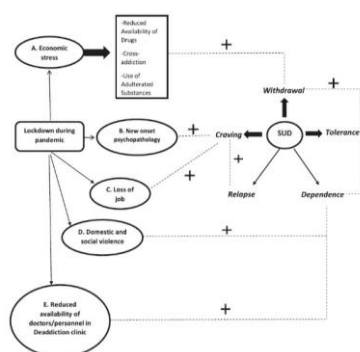 A. Economic
stress
-Reduced
Availability of
Drugs
-Cross-
addiction
-Use of
Adulterated
Substances
+
Withdrawal
+
Lockdown during
pandemic
B. New onset
psychopathology
+
Craving
SUD
Tolerance
+
+
C. Loss of
job
Relapse
Dependence
D. Domestic and
social violence
+
E. Reduced
availability of
doctors/personnel in
Deaddiction clinic
+